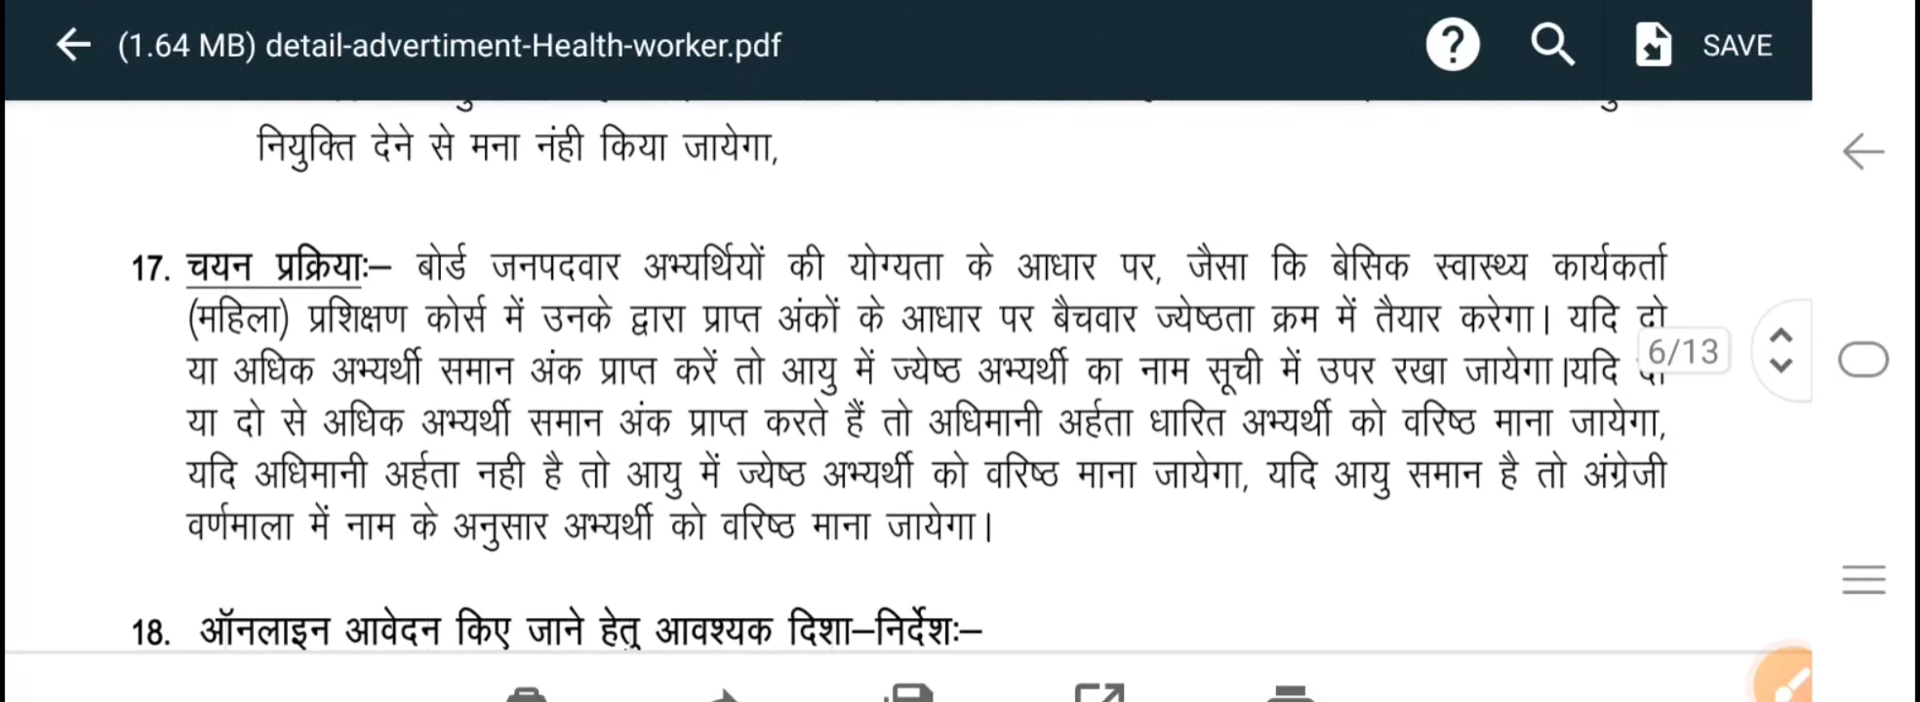 (1.64 MB) detail-advertiment-Health-worker.pdf
SAVE
नियुक्ति देने से मना नंही किया जायेगा,
17. चयन प्रक्रियाः– बोर्ड जनपदवार अभ्यर्थियों की योग्यता के आधार पर, जैसा कि बेसिक स्वास्थ्य कार्यकर्ता
(महिला) प्रशिक्षण कोर्स में उनके द्वारा प्राप्त अंकों के आधार पर बैचवार ज्येष्ठता क्रम में तैयार करेगा। यदि दो
या अधिक अभ्यर्थी समान अंक प्राप्त करें तो आयु में ज्येष्ठ अभ्यर्थी का नाम सूची में उपर रखा जायेगा।यदि
6/13
या दो से अधिक अभ्यर्थी समान अंक प्राप्त करते हैं तो अधिमानी अर्हता धारित अभ्यर्थी को वरिष्ठ माना जायेगा,
यदि अधिमानी अर्हता नही है तो आयु में ज्येष्ठ अभ्यर्थी को वरिष्ठ माना जायेगा, यदि आयु समान है तो अंग्रेजी
वर्णमाला में नाम के अनुसार अभ्यर्थी को वरिष्ठ माना जायेगा।
18. ऑनलाइन आवेदन किए जाने हेतु आवश्यक दिशा–निर्देशः–